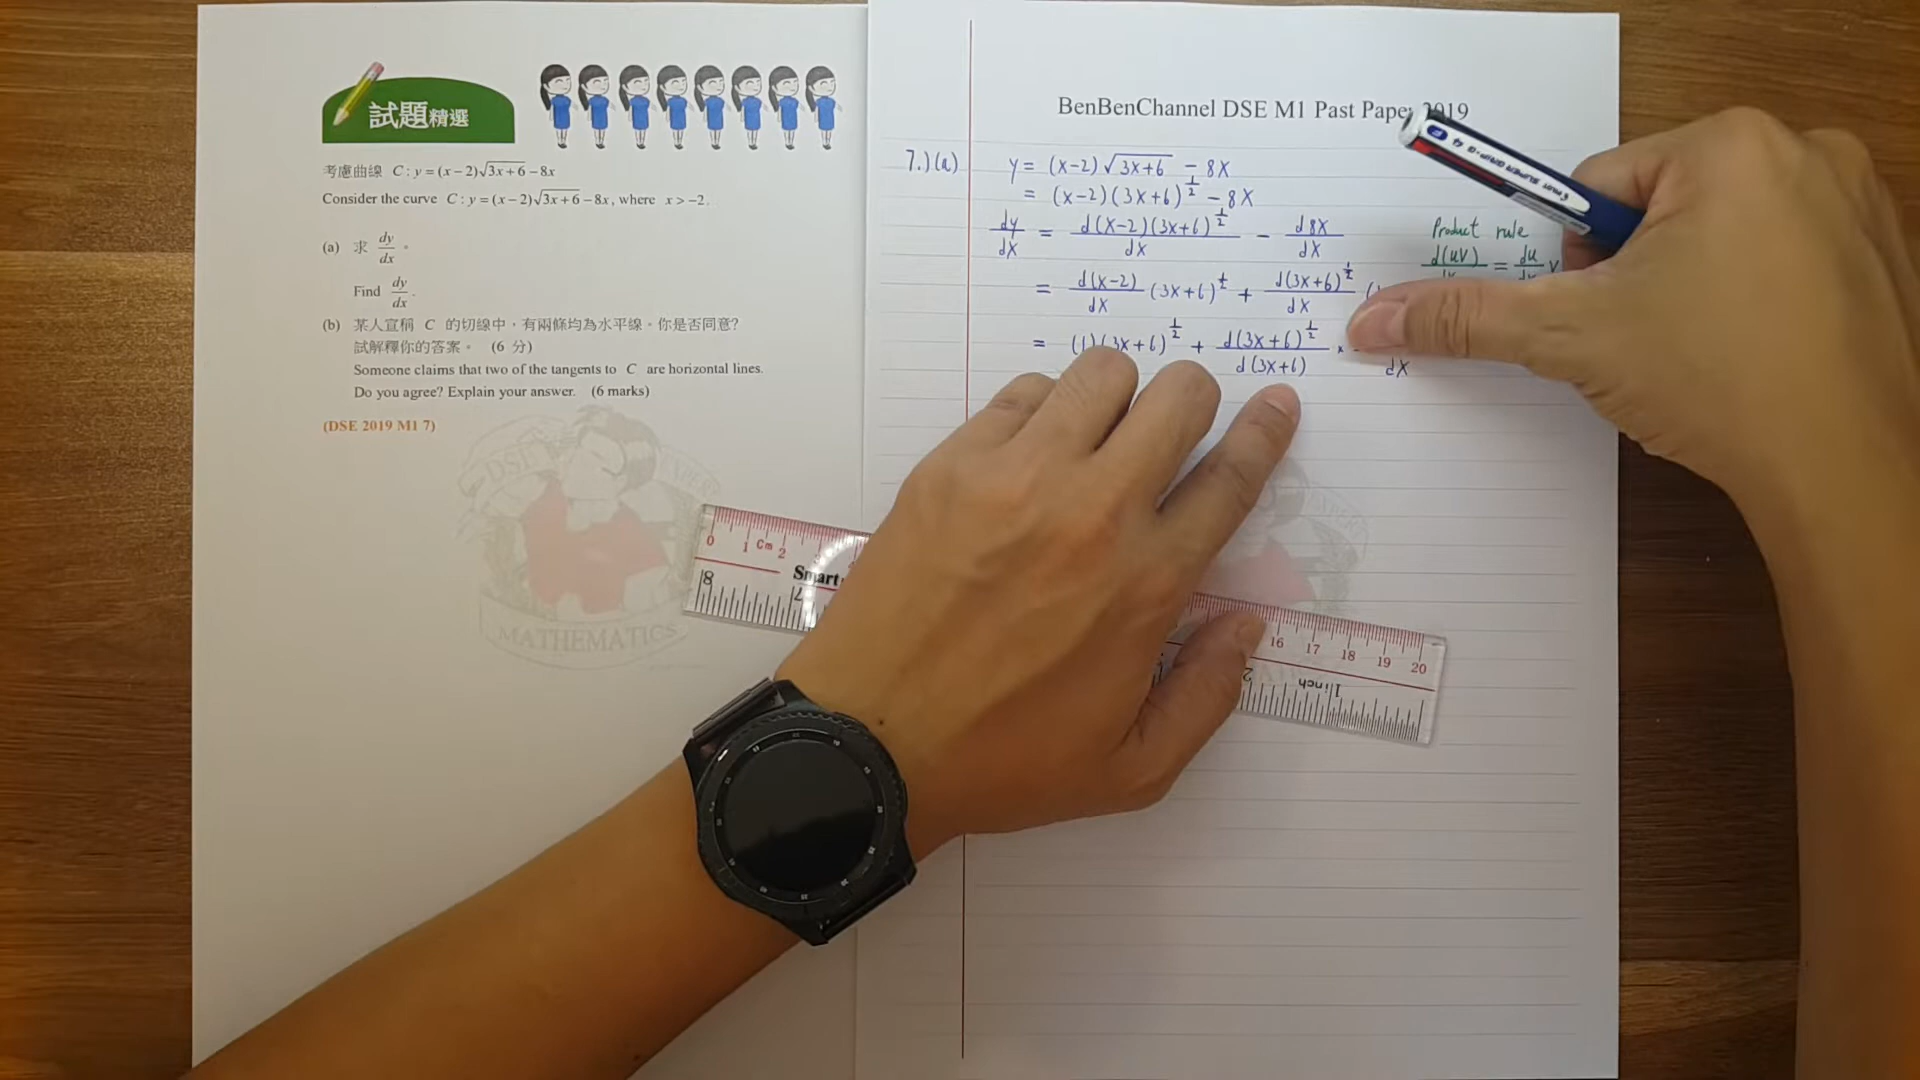 試題精選
考慮曲線 C : y = (x−2)√(3x+6) − 8x
Consider the curve C : y = (x−2)√(3x+6) − 8x, where x > −2.
(a) 求 dy/dx 。
Find dy/dx .
(b) 某人宣稱 C 的切線中，有兩條均為水平線。你是否同意?
試解釋你的答案。 (6 分)
Someone claims that two of the tangents to C are horizontal lines.
Do you agree? Explain your answer. (6 marks)
(DSE 2019 M1 7)
MATHEMATICS
BenBenChannel DSE M1 Past Paper 2019
7.)(a) y = (x-2)√(3x+6) - 8x
= (x-2)(3x+6)^(1/2) - 8x
dy/dx = d(x-2)(3x+6)^(1/2)/dx - d8x/dx
Product rule
d(uv) = du/ v
= d(x-2)/dx (3x+6)^(1/2) + d(3x+6)^(1/2)/dx (
= (1)(3x+6)^(1/2) + d(3x+6)^(1/2)/d(3x+6) × dx
0 1 Cm 2
Smart
8 7
16 17 18 19 20
2 1 inch